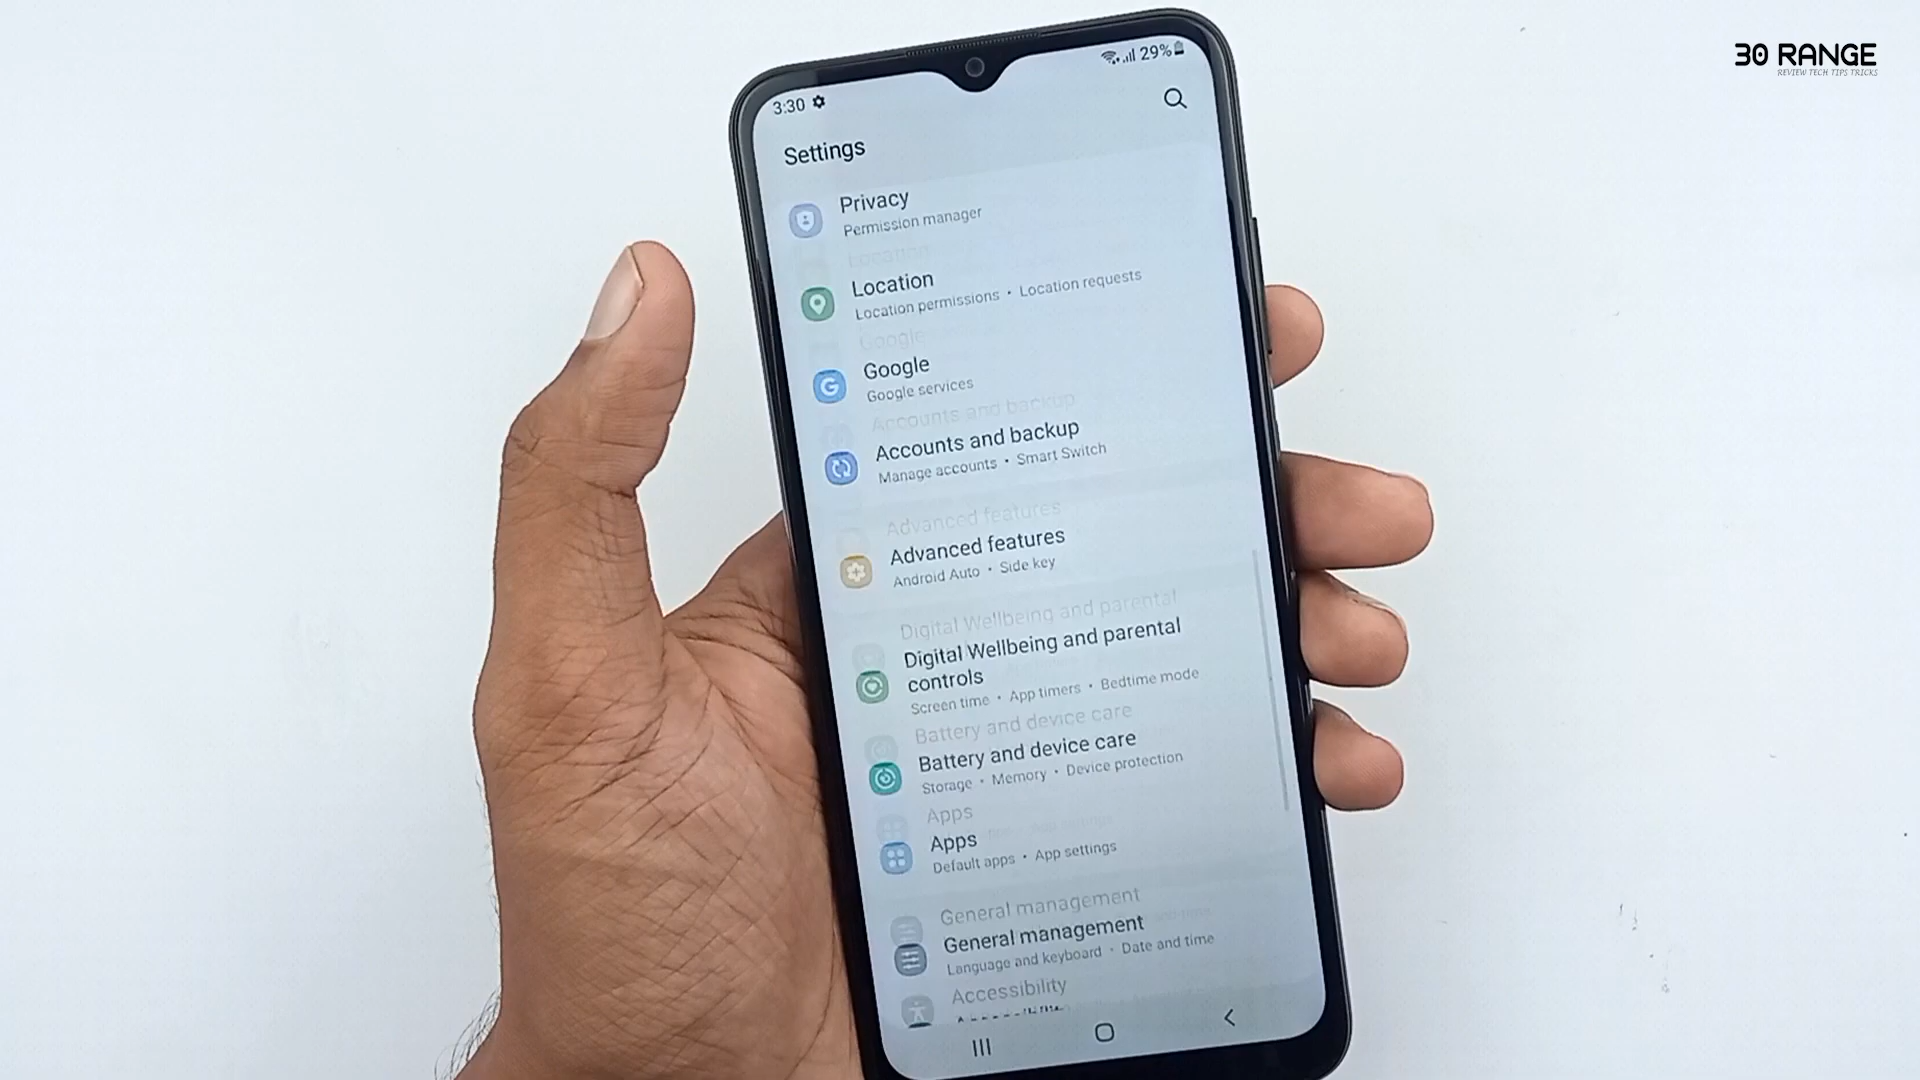 30 RANGE
REVIEW TECH TIPS TRICKS
3:30
29%
Settings
Privacy
Permission manager
Location
Location
Location permissions • Location requests
Google
Google
Google services
Accounts and backup
Accounts and backup
Manage accounts • Smart Switch
Advanced features
Advanced features
Android Auto • Side key
Digital Wellbeing and parental
Digital Wellbeing and parental
controls
Screen time • App timers • Bedtime mode
Battery and device care
Battery and device care
Storage • Memory • Device protection
Apps
Apps
Default apps • App settings
General management
General management
Language and keyboard • Date and time
Accessibility